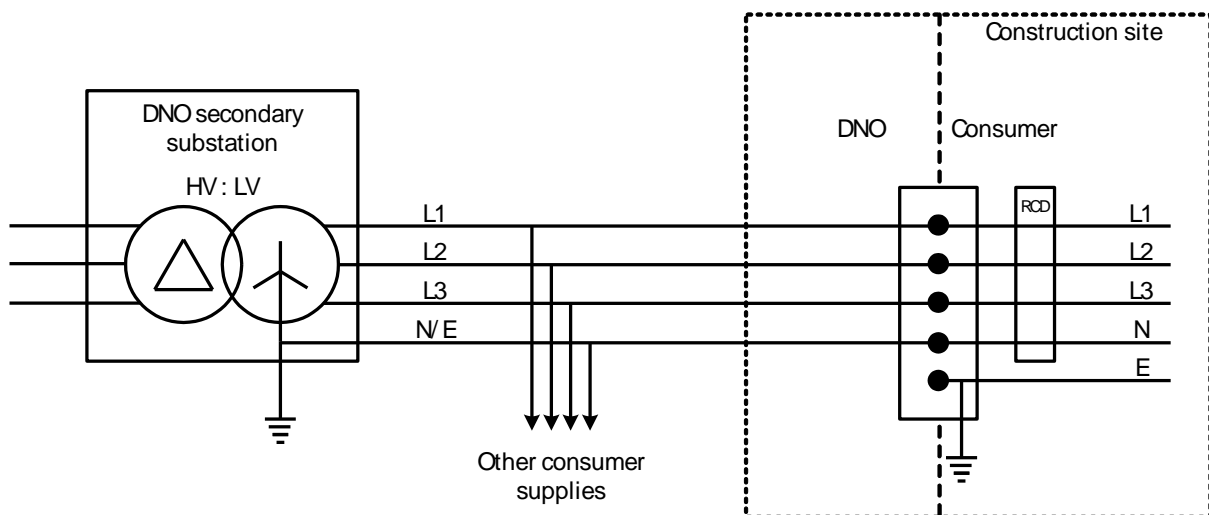 Construction site
DNO secondary
substation
HV : LV
DNO
Consumer
L1
L2
L3
N/E
RCD
L1
L2
L3
N
E
Other consumer
supplies